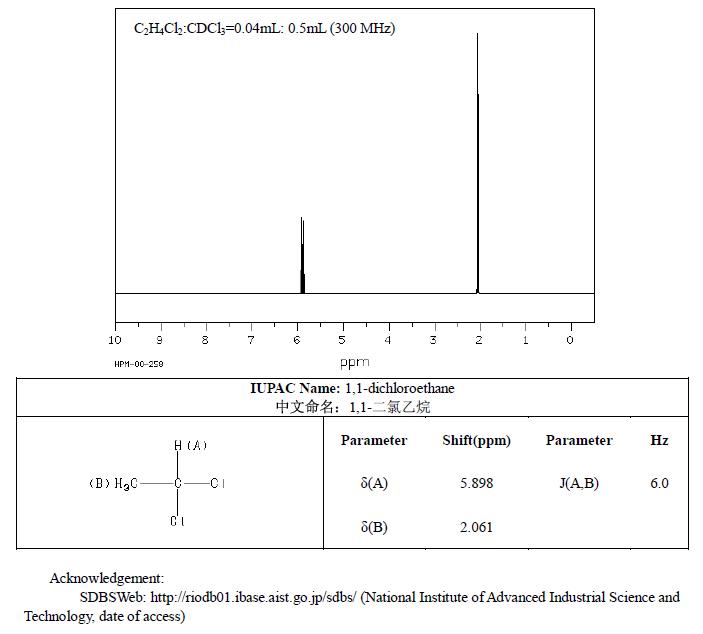 C₂H₄Cl₂:CDCl₃=0.04mL: 0.5mL (300 MHz)
10 9 8 7 6 5 4 3 2 1 0
HPM-00-258
ppm
IUPAC Name: 1,1-dichloroethane
中文命名：1,1-二氯乙烷
H (A)
(B) H₃C C Cl
Cl
Parameter Shift(ppm) Parameter Hz
δ(A) 5.898 J(A,B) 6.0
δ(B) 2.061
Acknowledgement:
SDBSWeb: http://riodb01.ibase.aist.go.jp/sdbs/ (National Institute of Advanced Industrial Science and
Technology, date of access)